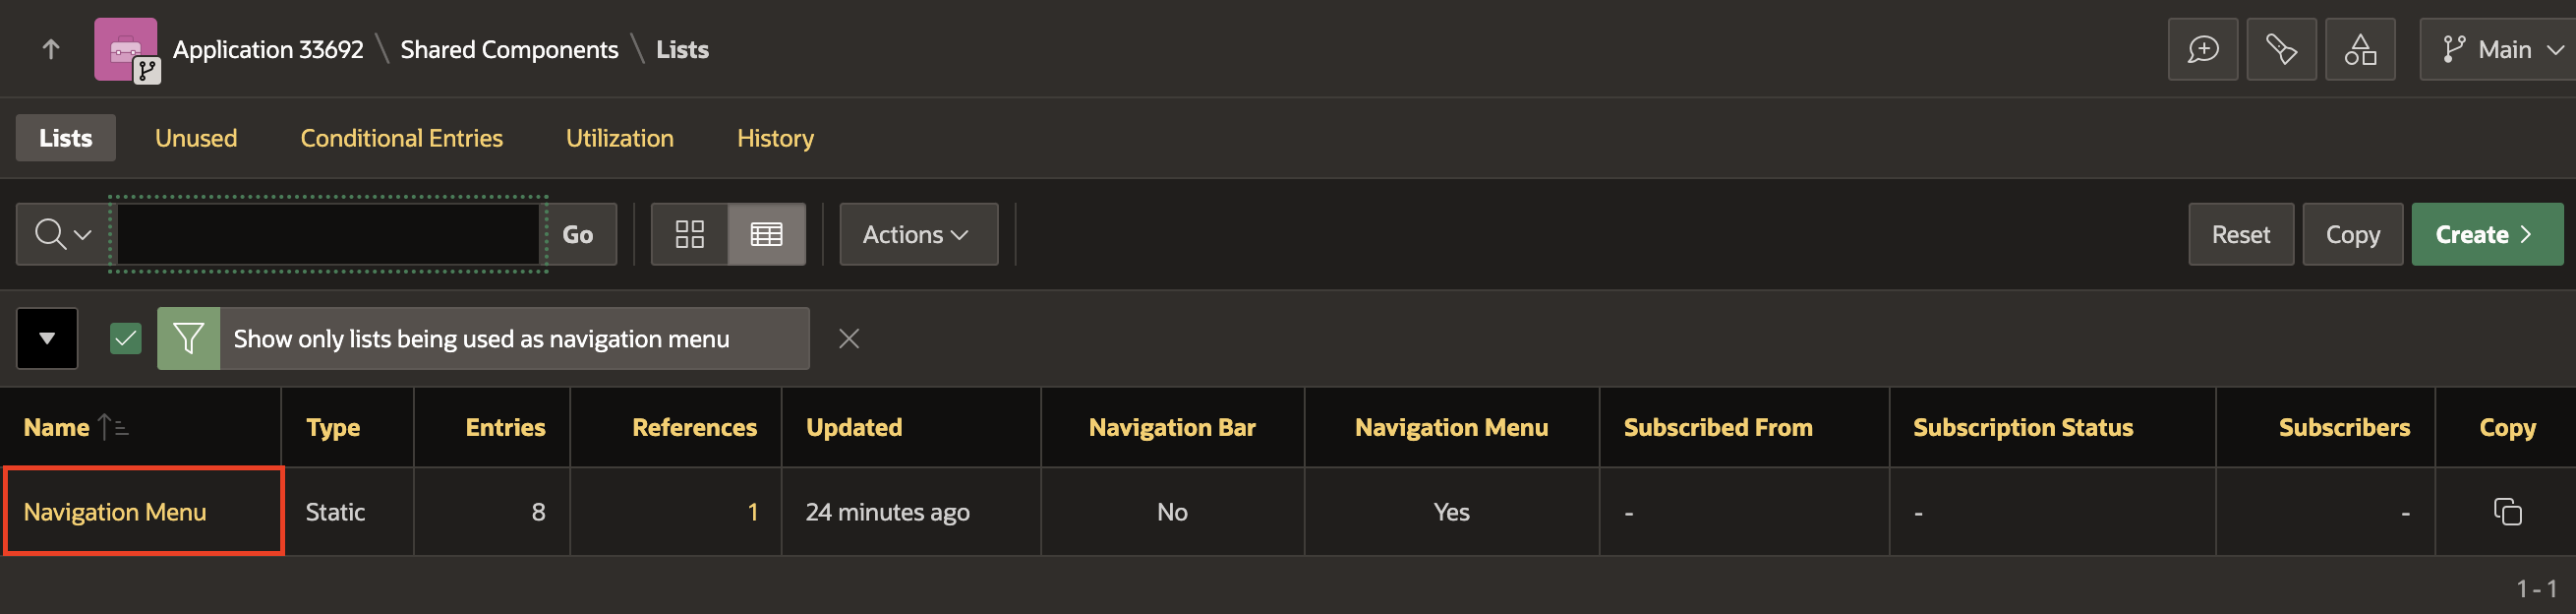 Application 33692 \ Shared Components \ Lists
Main
Lists Unused Conditional Entries Utilization History
Go Actions Reset Copy Create
Show only lists being used as navigation menu
Name Type Entries References Updated Navigation Bar Navigation Menu Subscribed From Subscription Status Subscribers Copy
Navigation Menu Static 8 1 24 minutes ago No Yes - - -
1 - 1